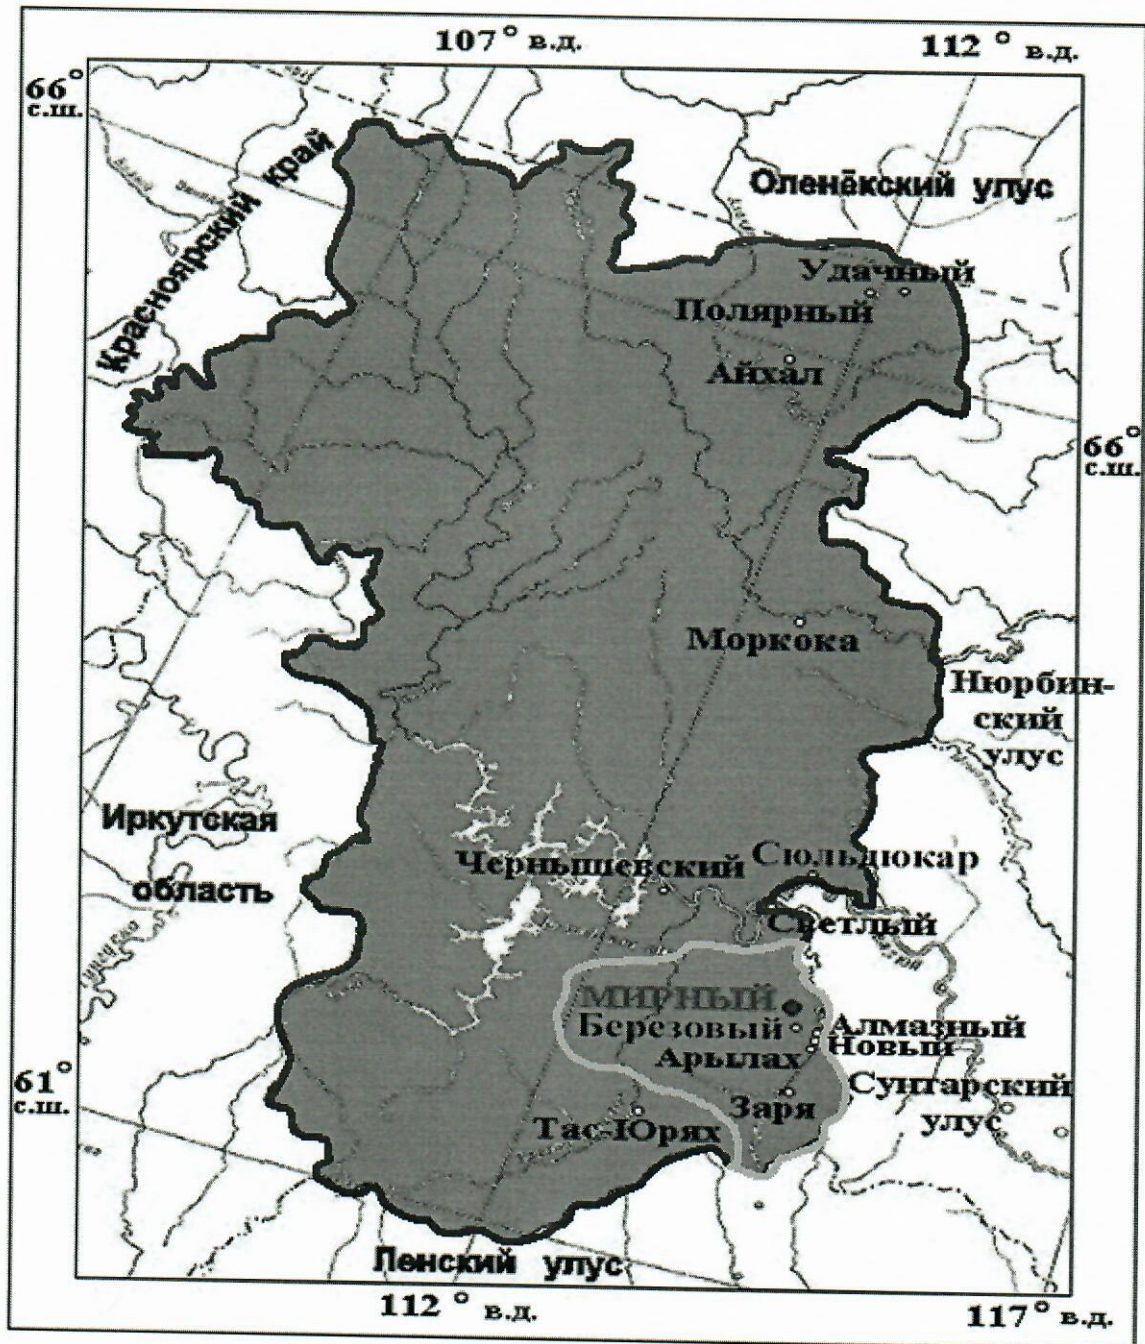 107° в.д.
112° в.д.
66°
с.ш.
Красноярский край
Оленёкский улус
Удачный
Полярный
Айхал
66°
с.ш.
Моркока
Нюрбин-
ский
улус
Иркутская
область
Чернышевский
Сюльдюкар
Светлый
МИРНЫЙ
Березовый
Алмазный
Новый
Арылах
61°
с.ш.
Заря
Сунтарский
улус
Тас-Юрях
Ленский улус
112° в.д.
117° в.д.